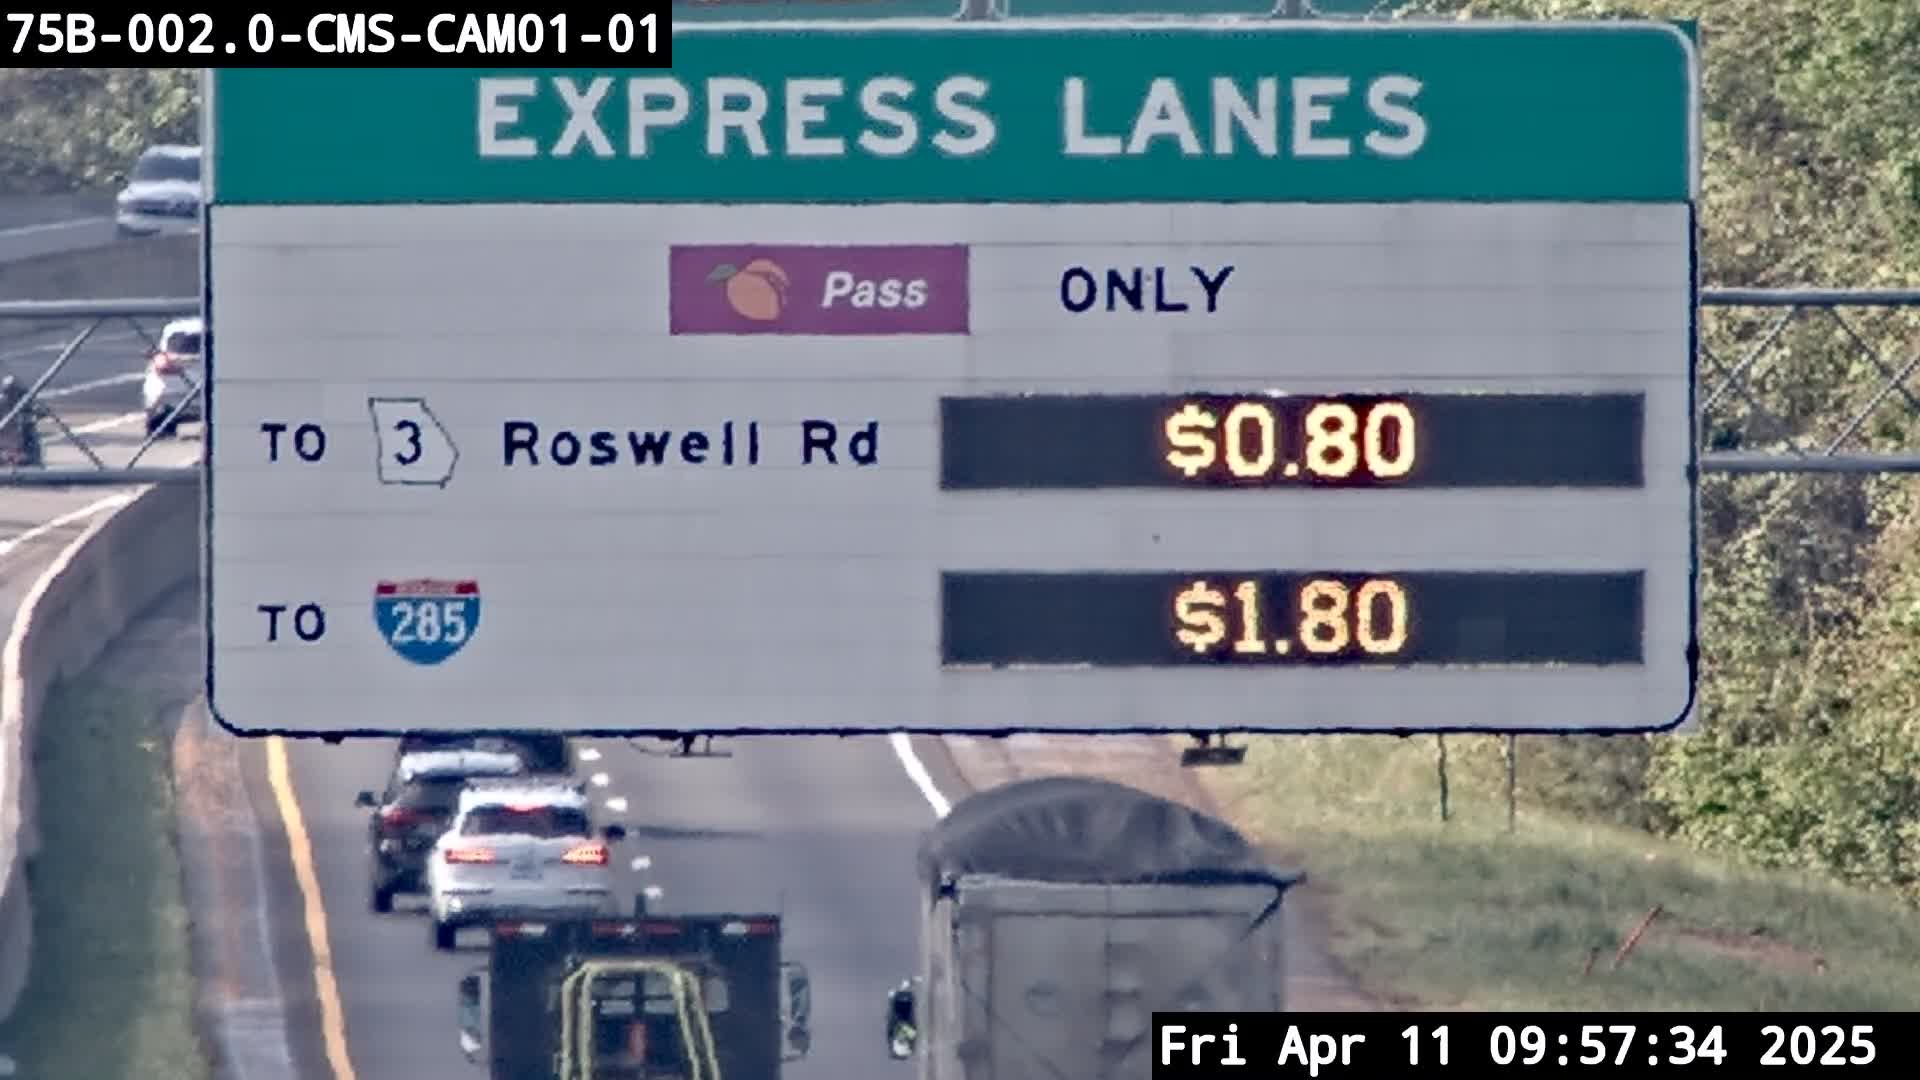 75B-002.0-CMS-CAM01-01
EXPRESS LANES
Pass ONLY
TO 3 Roswell Rd $0.80
TO 285 $1.80
Fri Apr 11 09:57:34 2025